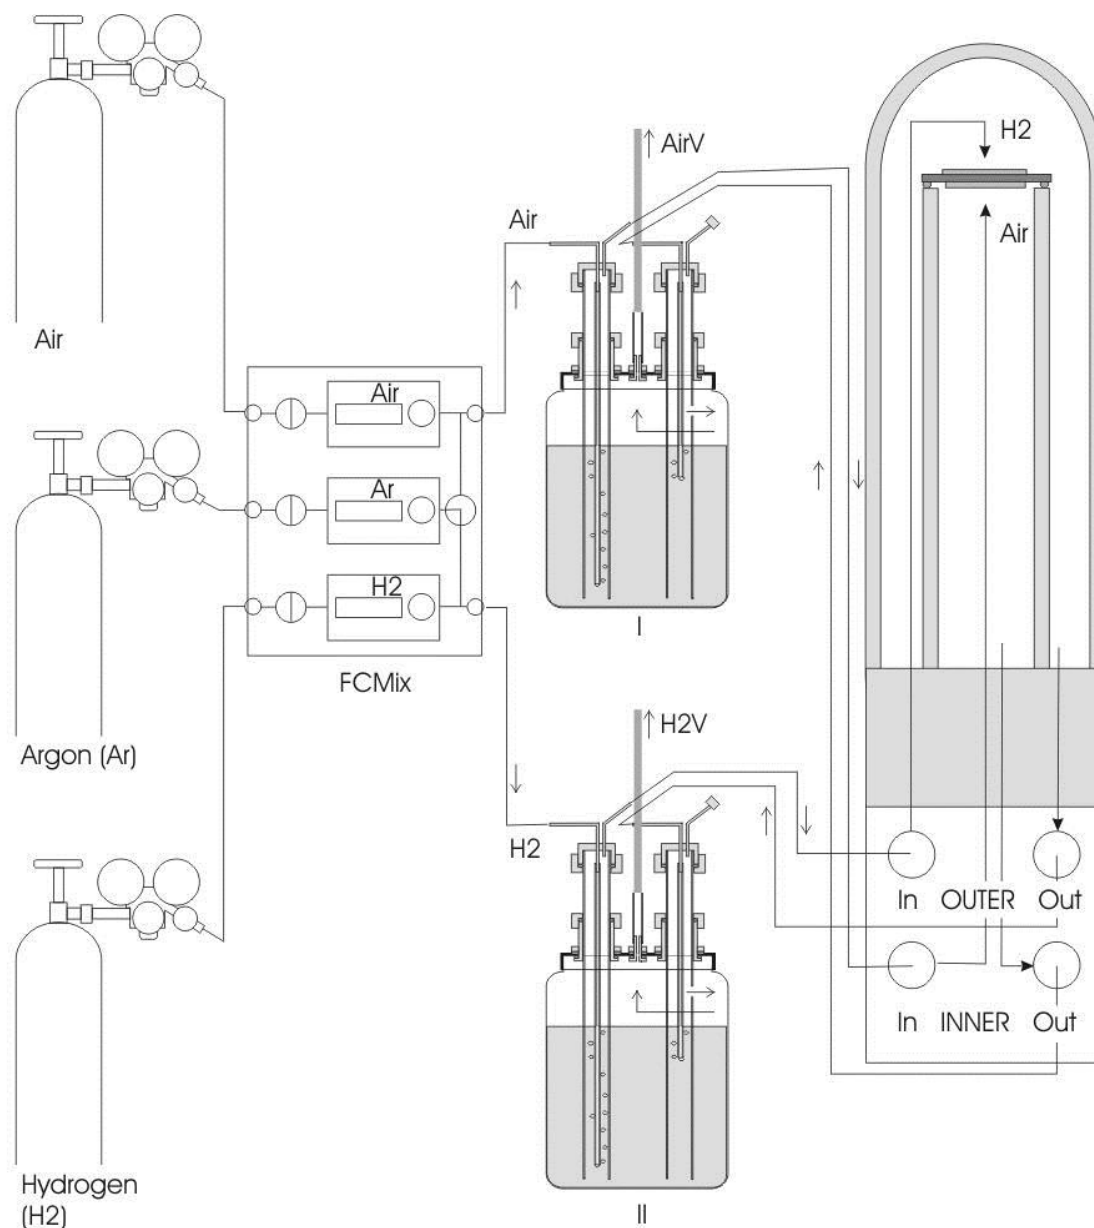 Air
Argon (Ar)
Hydrogen
(H2)
Air
Ar
H2
FCMix
Air
AirV
I
H2
H2V
II
H2
Air
In OUTER Out
In INNER Out